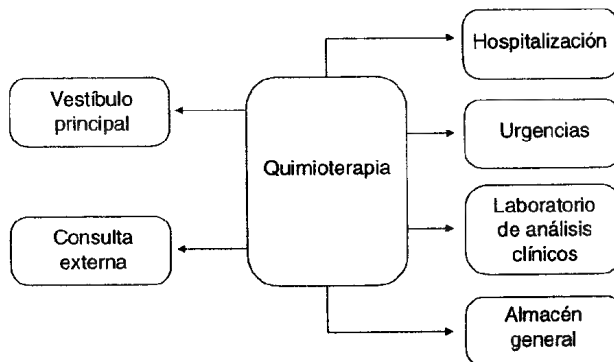 Hospitalización
Vestíbulo
principal
Urgencias
Quimioterapia
Laboratorio
de análisis
clínicos
Consulta
externa
Almacén
general